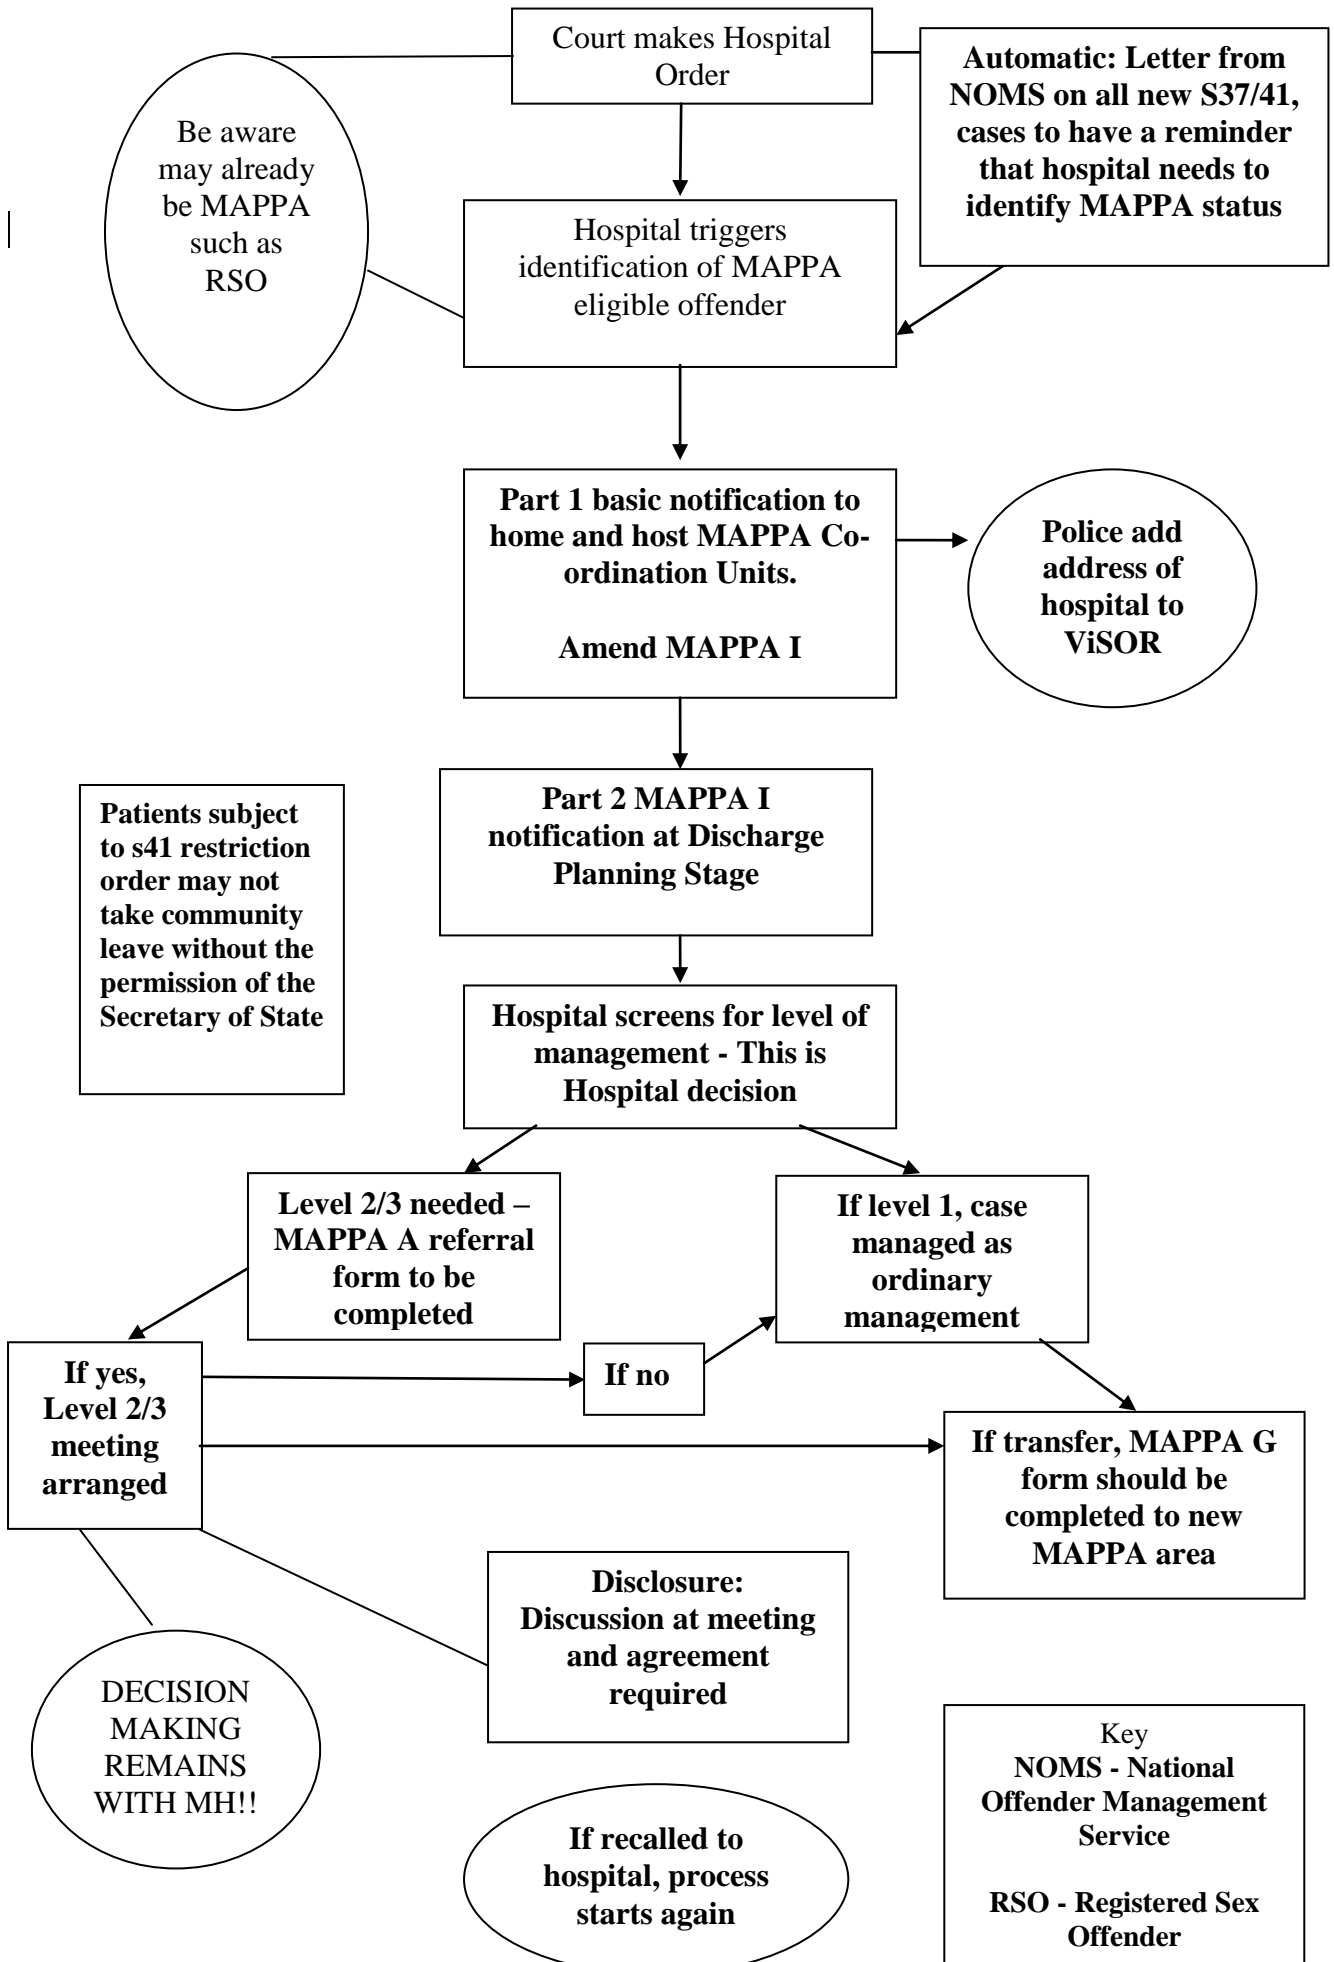 Court makes Hospital
Order
Automatic: Letter from
NOMS on all new S37/41,
cases to have a reminder
that hospital needs to
identify MAPPA status
Be aware
may already
be MAPPA
such as
RSO
Hospital triggers
identification of MAPPA
eligible offender
Part 1 basic notification to
home and host MAPPA Co-
ordination Units.
Amend MAPPA I
Police add
address of
hospital to
ViSOR
Part 2 MAPPA I
notification at Discharge
Planning Stage
Patients subject
to s41 restriction
order may not
take community
leave without the
permission of the
Secretary of State
Hospital screens for level of
management - This is
Hospital decision
Level 2/3 needed –
MAPPA A referral
form to be
completed
If level 1, case
managed as
ordinary
management
If yes,
Level 2/3
meeting
arranged
If no
If transfer, MAPPA G
form should be
completed to new
MAPPA area
Disclosure:
Discussion at meeting
and agreement
required
DECISION
MAKING
REMAINS
WITH MH!!
If recalled to
hospital, process
starts again
Key
NOMS - National
Offender Management
Service
RSO - Registered Sex
Offender